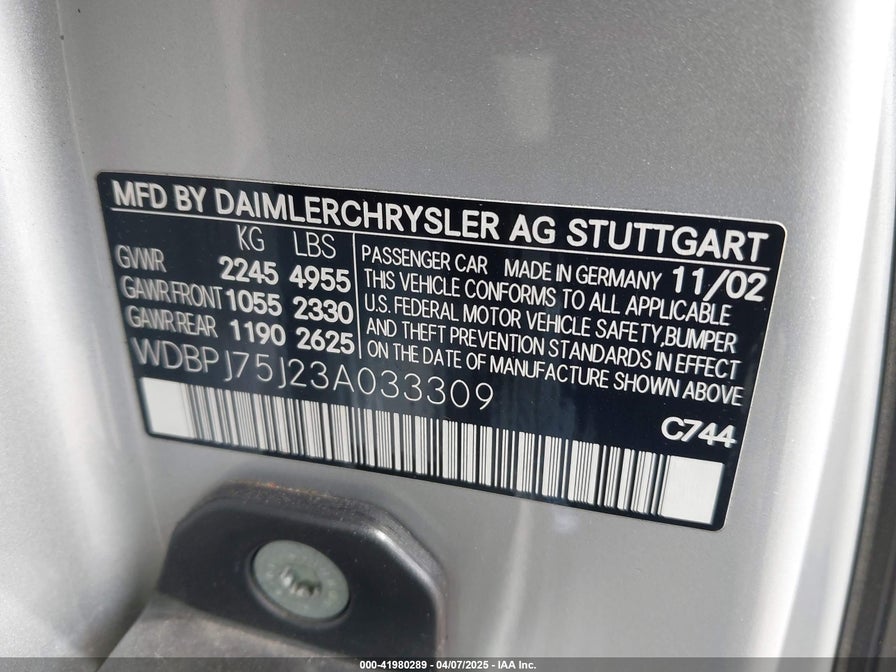 MFD BY DAIMLERCHRYSLER AG STUTTGART
KG LBS
GVWR 2245 4955
GAWR FRONT 1055 2330
GAWR REAR 1190 2625
PASSENGER CAR MADE IN GERMANY 11/02
THIS VEHICLE CONFORMS TO ALL APPLICABLE
U.S. FEDERAL MOTOR VEHICLE SAFETY, BUMPER
AND THEFT PREVENTION STANDARDS IN EFFECT
ON THE DATE OF MANUFACTURE SHOWN ABOVE
WDBPJ75J23A033309
C744
000-41980289 - 04/07/2025 - IAA Inc.